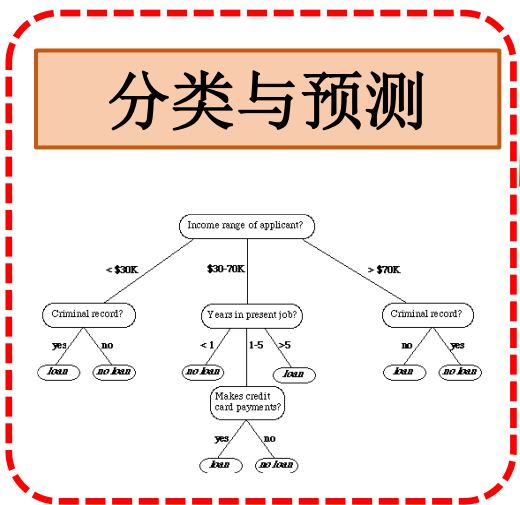 分类与预测
Income range of applicant?
< $30K
$30-70K
> $70K
Criminal record?
Years in present job?
Criminal record?
yes
no
< 1
1-5
>5
no
yes
loan
no loan
no loan
loan
loan
no loan
Makes credit
card payments?
yes
no
loan
no loan